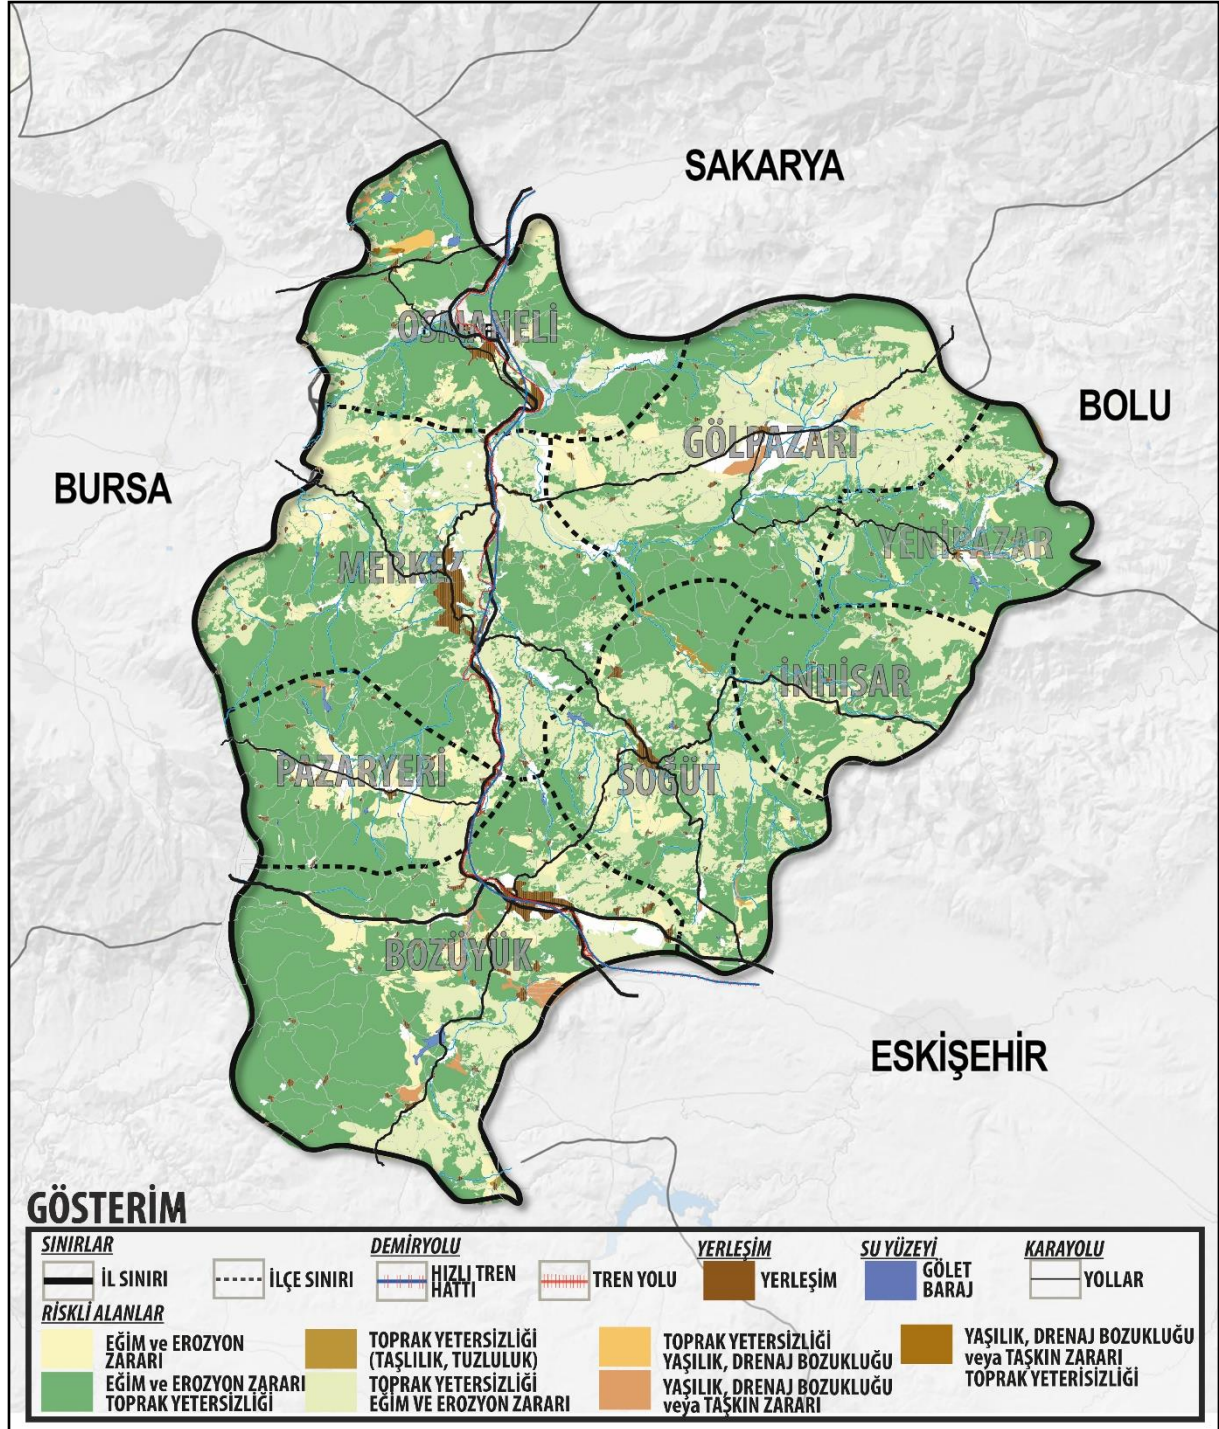 SAKARYA
OSMANELİ
BOLU
GÖLPAZARI
BURSA
YENİPAZAR
MERKEZ
İNHİSAR
PAZARYERİ
SÖĞÜT
BOZÜYÜK
ESKİŞEHİR
GÖSTERİM
SINIRLAR
İL SINIRI
İLÇE SINIRI
DEMİRYOLU
HIZLI TREN
HATTI
TREN YOLU
YERLEŞİM
YERLEŞİM
SU YÜZEYİ
GÖLET
BARAJ
KARAYOLU
YOLLAR
RİSKLİ ALANLAR
EĞİM ve EROZYON
ZARARI
EĞİM ve EROZYON ZARARI
TOPRAK YETERSİZLİĞİ
TOPRAK YETERSİZLİĞİ
(TAŞLILIK, TUZLULUK)
TOPRAK YETERSİZLİĞİ
EĞİM VE EROZYON ZARARI
TOPRAK YETERSİZLİĞİ
YAŞILIK, DRENAJ BOZUKLUĞU
YAŞILIK, DRENAJ BOZUKLUĞU
veya TAŞKIN ZARARI
YAŞILIK, DRENAJ BOZUKLUĞU
veya TAŞKIN ZARARI
TOPRAK YETERİSİZLİĞİ